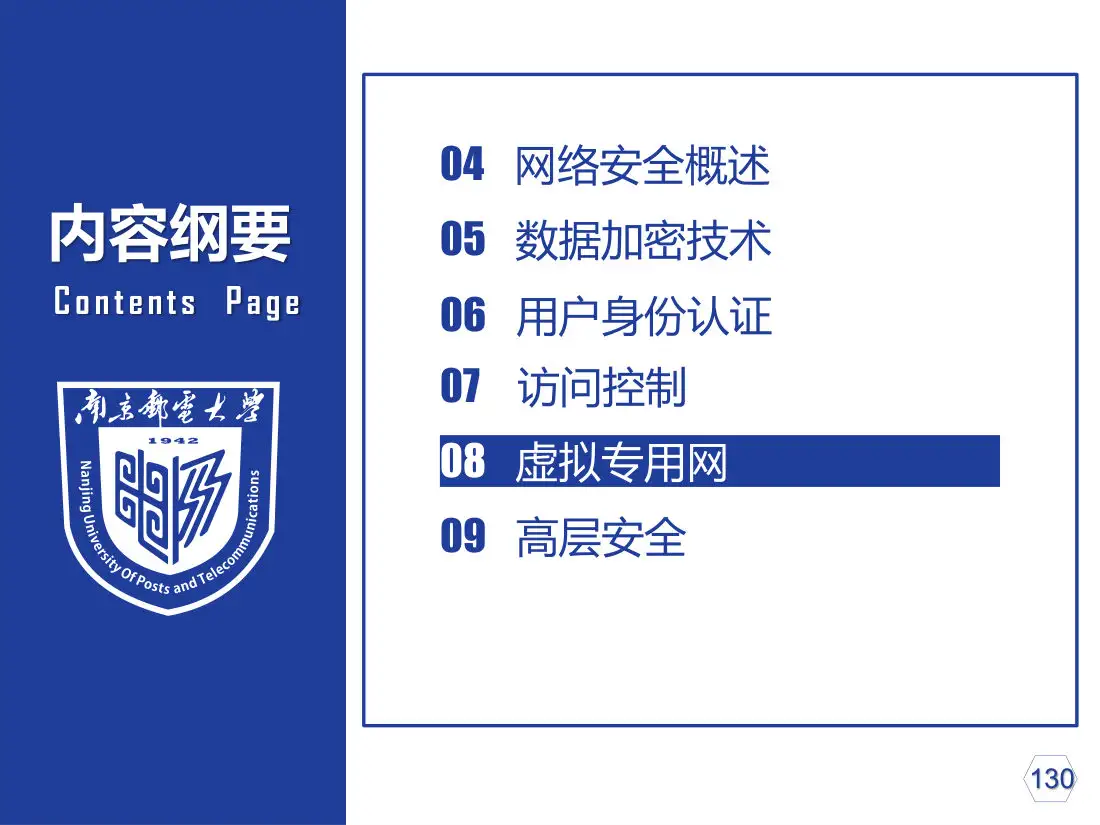 内容纲要
Contents Page
南京邮电大学
1942
Nanjing University Of Posts and Telecommunications
04 网络安全概述
05 数据加密技术
06 用户身份认证
07 访问控制
08 虚拟专用网
09 高层安全
130